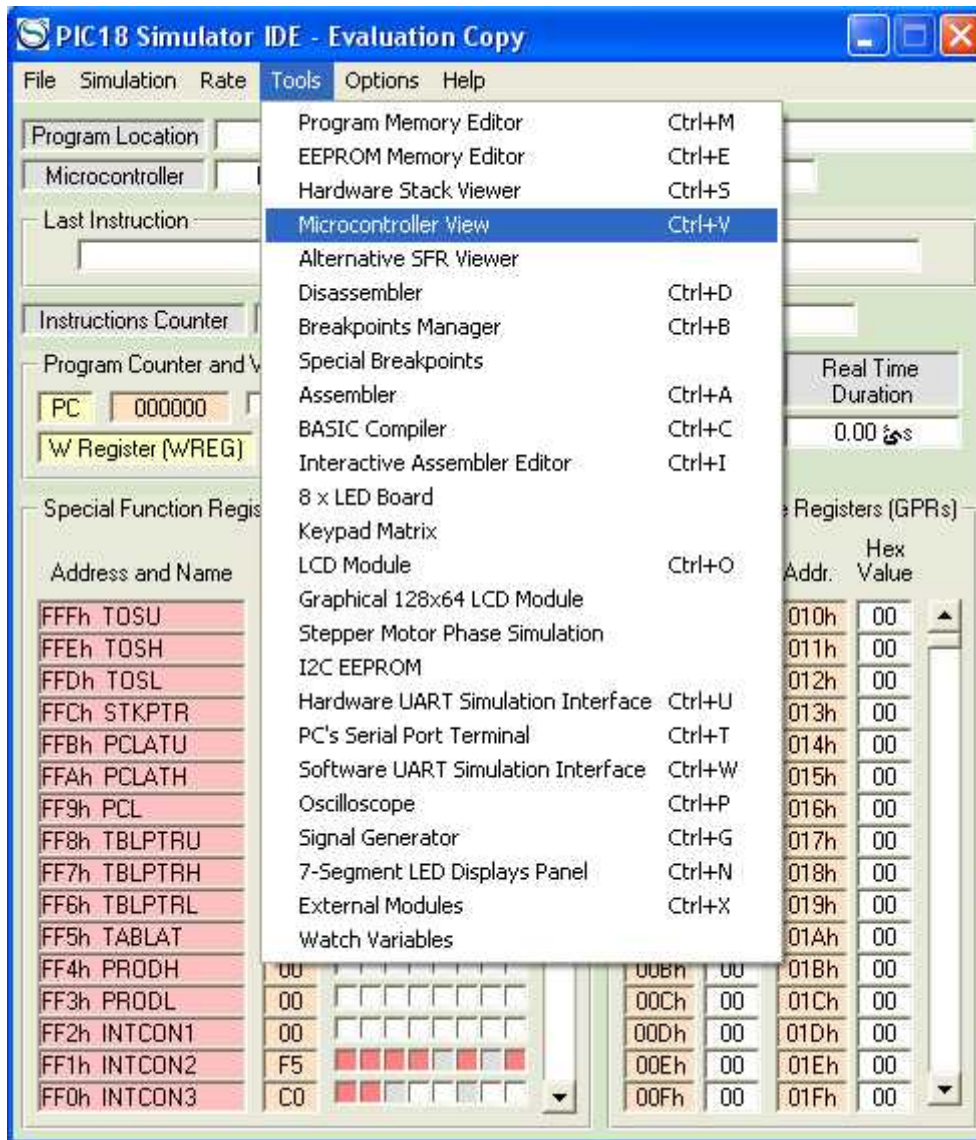 PIC18 Simulator IDE - Evaluation Copy
File Simulation Rate Tools Options Help
Program Location
Microcontroller
Last Instruction
Instructions Counter
Program Counter and
PC 000000
W Register (WREG)
Real Time
Duration
0.00
Program Memory Editor Ctrl+M
EEPROM Memory Editor Ctrl+E
Hardware Stack Viewer Ctrl+S
Microcontroller View Ctrl+V
Alternative SFR Viewer
Disassembler Ctrl+D
Breakpoints Manager Ctrl+B
Special Breakpoints
Assembler Ctrl+A
BASIC Compiler Ctrl+C
Interactive Assembler Editor Ctrl+I
8 x LED Board
Keypad Matrix
LCD Module Ctrl+O
Graphical 128x64 LCD Module
Stepper Motor Phase Simulation
I2C EEPROM
Hardware UART Simulation Interface Ctrl+U
PC's Serial Port Terminal Ctrl+T
Software UART Simulation Interface Ctrl+W
Oscilloscope Ctrl+P
Signal Generator Ctrl+G
7-Segment LED Displays Panel Ctrl+N
External Modules Ctrl+X
Watch Variables
Special Function Regis
Address and Name
FFFh TOSU
FFEh TOSH
FFDh TOSL
FFCh STKPTR
FFBh PCLATU
FFAh PCLATH
FF9h PCL
FF8h TBLPTRU
FF7h TBLPTRH
FF6h TBLPTRL
FF5h TABLAT
FF4h PRODH 00
FF3h PRODL 00
FF2h INTCON1 00
FF1h INTCON2 F5
FF0h INTCON3 C0
Registers (GPRs)
Hex
Addr. Value
010h 00
011h 00
012h 00
013h 00
014h 00
015h 00
016h 00
017h 00
018h 00
019h 00
01Ah 00
00Bh 00 01Bh 00
00Ch 00 01Ch 00
00Dh 00 01Dh 00
00Eh 00 01Eh 00
00Fh 00 01Fh 00